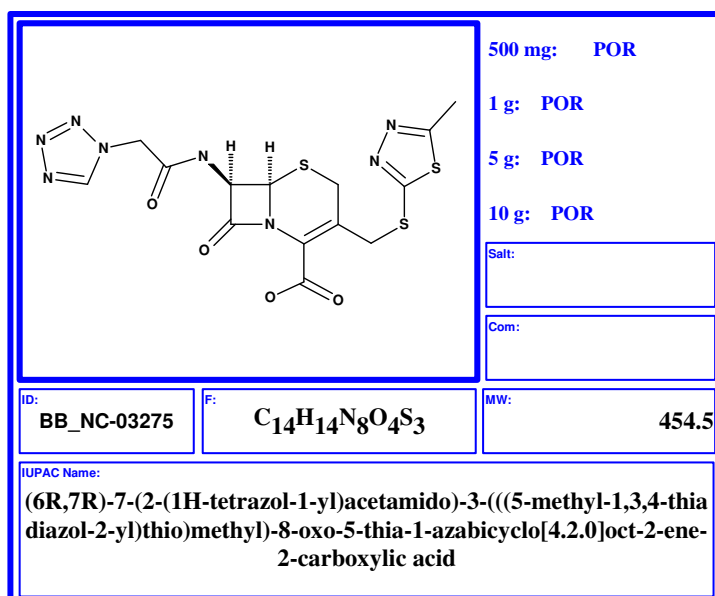 500 mg: POR
1 g: POR
5 g: POR
10 g: POR
N
N
N
N
N
H
H
S
O
O
N
O
O
S
N
N
S
Salt:
Com:
ID:
BB_NC-03275
F:
C14H14N8O4S3
MW:
454.5
IUPAC Name:
(6R,7R)-7-(2-(1H-tetrazol-1-yl)acetamido)-3-(((5-methyl-1,3,4-thia
diazol-2-yl)thio)methyl)-8-oxo-5-thia-1-azabicyclo[4.2.0]oct-2-ene-
2-carboxylic acid